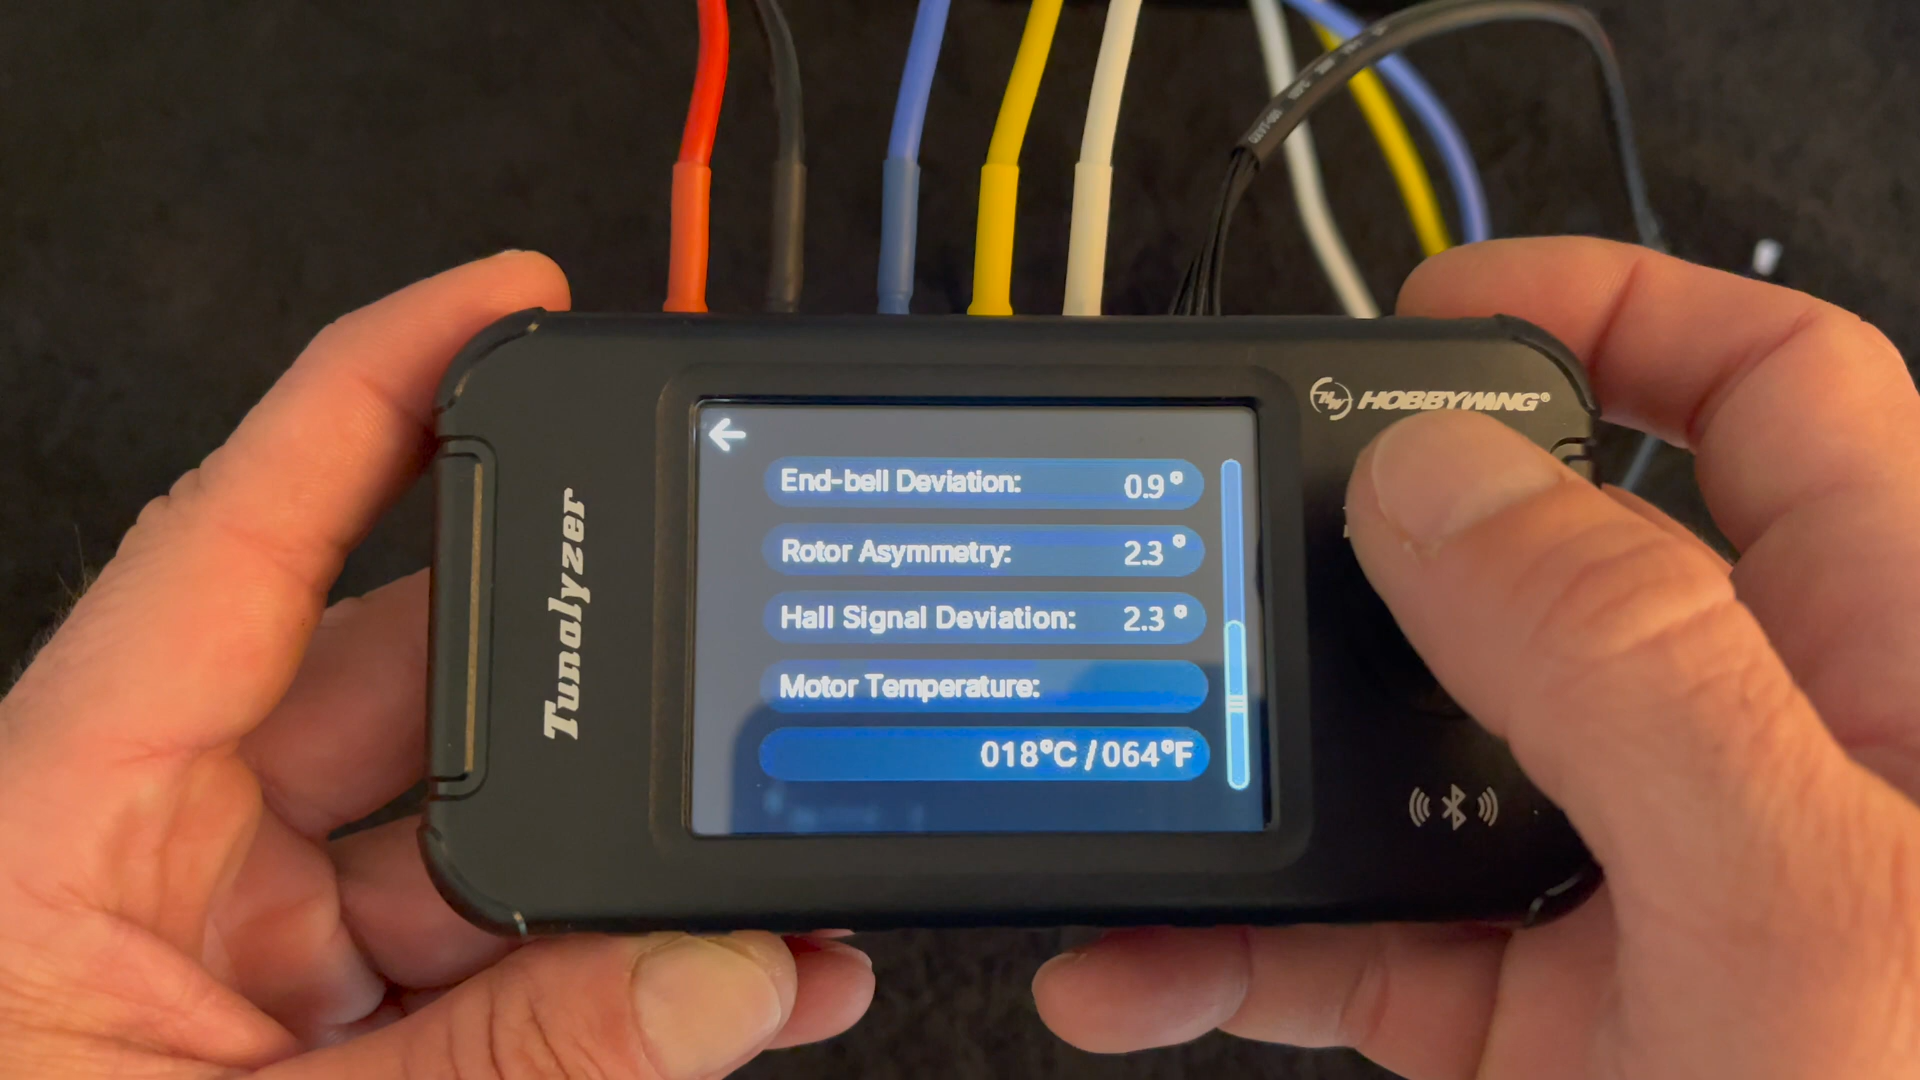 HOBBYWING®
Tunalyzer
End-bell Deviation: 0.9°
Rotor Asymmetry: 2.3°
Hall Signal Deviation: 2.3°
Motor Temperature:
018°C / 064°F